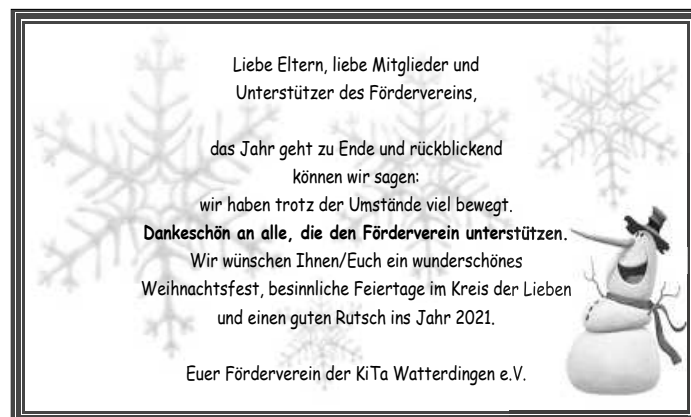 Liebe Eltern, liebe Mitglieder und
Unterstützer des Fördervereins,
das Jahr geht zu Ende und rückblickend
können wir sagen:
wir haben trotz der Umstände viel bewegt.
Dankeschön an alle, die den Förderverein unterstützen.
Wir wünschen Ihnen/Euch ein wunderschönes
Weihnachtsfest, besinnliche Feiertage im Kreis der Lieben
und einen guten Rutsch ins Jahr 2021.
Euer Förderverein der KiTa Watterdingen e.V.